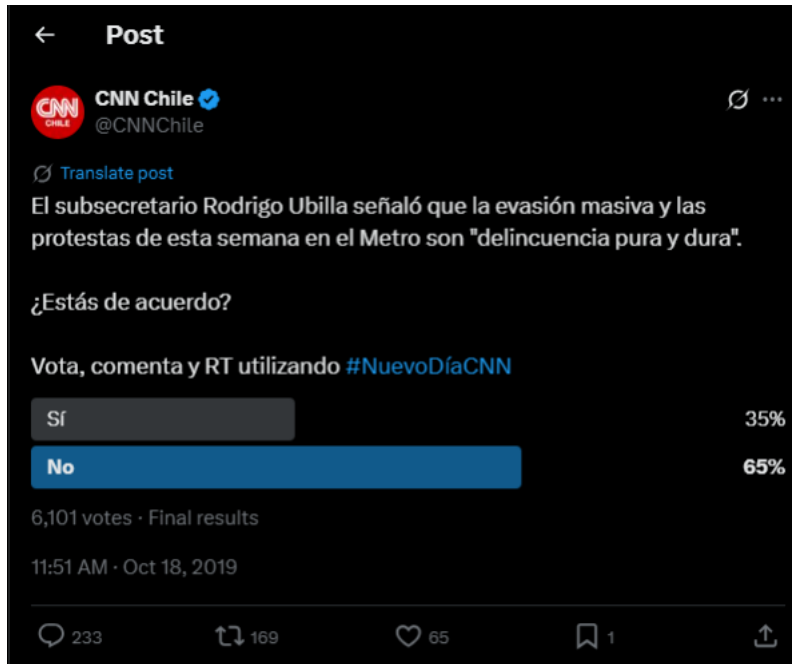 Post
CNN Chile
CNN
CHILE
@CNNChile
Translate post
El subsecretario Rodrigo Ubilla señaló que la evasión masiva y las
protestas de esta semana en el Metro son "delincuencia pura y dura".
¿Estás de acuerdo?
Vota, comenta y RT utilizando #NuevoDíaCNN
Sí 35%
No 65%
6,101 votes · Final results
11:51 AM · Oct 18, 2019
233 169 65 1